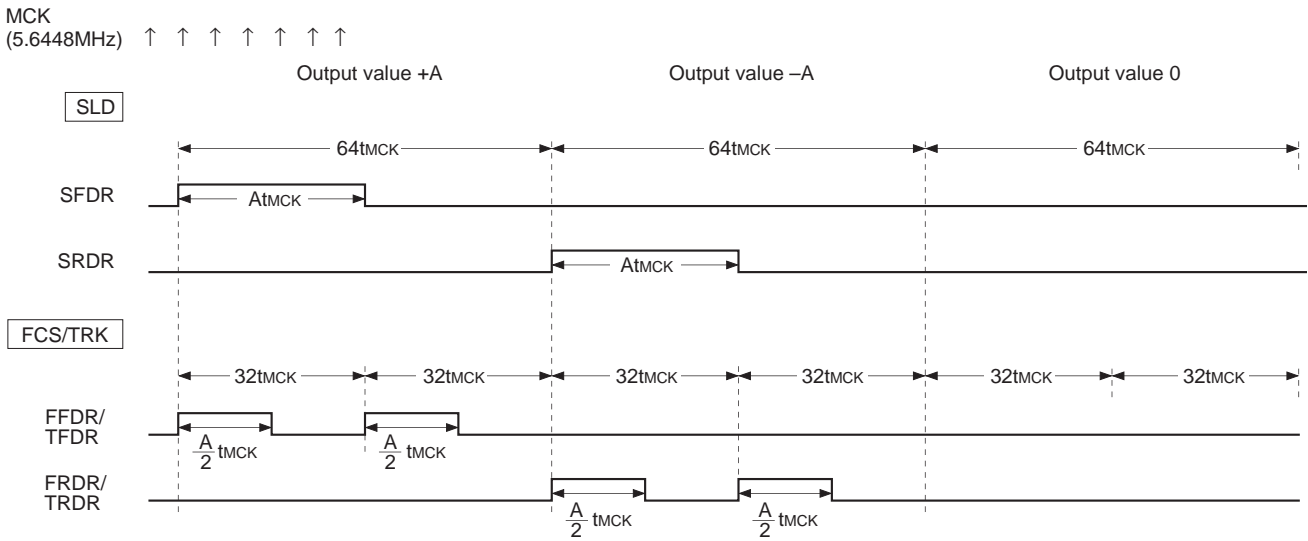 MCK
(5.6448MHz) ↑ ↑ ↑ ↑ ↑ ↑ ↑
Output value +A Output value –A Output value 0
SLD
64tMCK 64tMCK 64tMCK
SFDR AtMCK
SRDR AtMCK
FCS/TRK
32tMCK 32tMCK 32tMCK 32tMCK 32tMCK 32tMCK
FFDR/
TFDR
A/2 tMCK A/2 tMCK
FRDR/
TRDR
A/2 tMCK A/2 tMCK